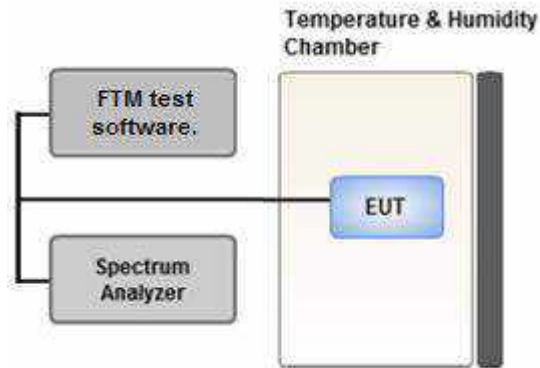 Temperature & Humidity
Chamber
FTM test
software.
EUT
Spectrum
Analyzer